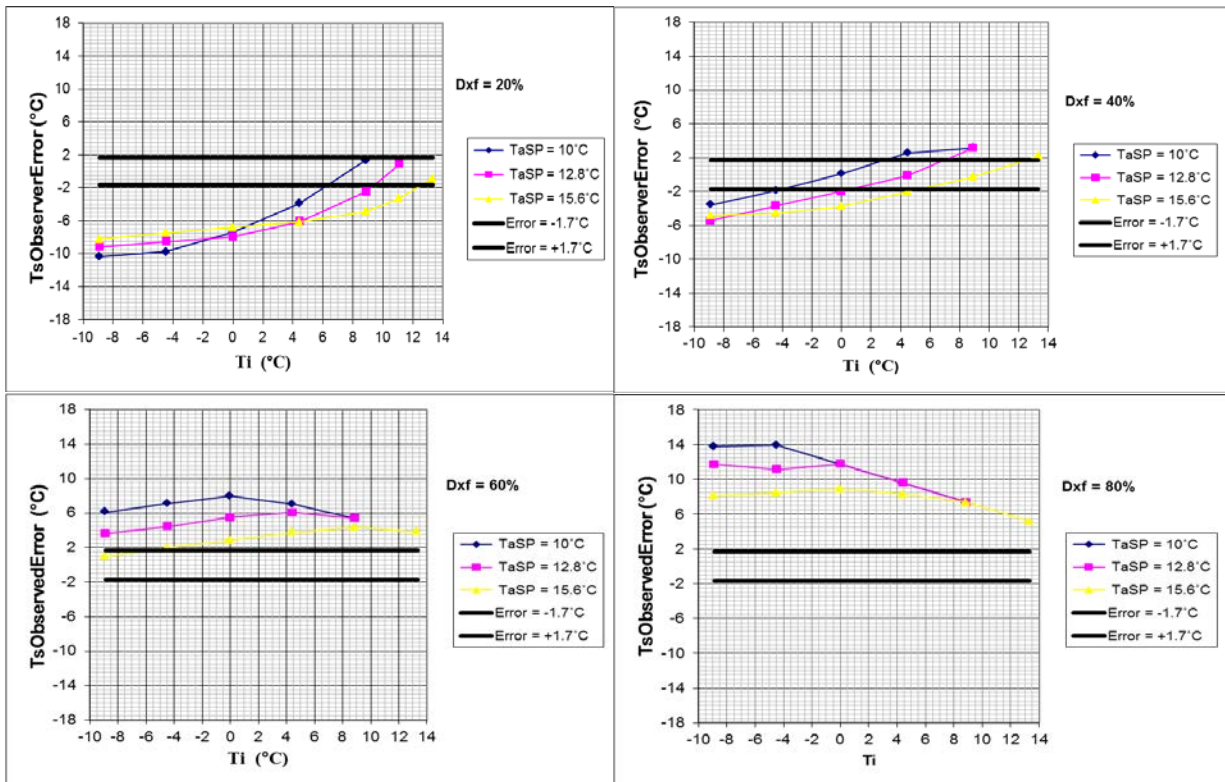 18
14
10
6
2
-2
-6
-10
-14
-18
TsObserverError (°C)
-10 -8 -6 -4 -2 0 2 4 6 8 10 12 14
Ti (°C)
Dxf = 20%
TaSP = 10°C
TaSP = 12.8°C
TaSP = 15.6°C
Error = -1.7°C
Error = +1.7°C
18
14
10
6
2
-2
-6
-10
-14
-18
TsObserverError (°C)
-10 -8 -6 -4 -2 0 2 4 6 8 10 12 14
Ti (°C)
Dxf = 40%
TaSP = 10°C
TaSP = 12.8°C
TaSP = 15.6°C
Error = -1.7°C
Error = +1.7°C
18
14
10
6
2
-2
-6
-10
-14
-18
TsObservedError (°C)
-10 -8 -6 -4 -2 0 2 4 6 8 10 12 14
Ti (°C)
Dxf = 60%
TaSP = 10°C
TaSP = 12.8°C
TaSP = 15.6°C
Error = -1.7°C
Error = +1.7°C
18
14
10
6
2
-2
-6
-10
-14
-18
TsObservedError (°C)
-10 -8 -6 -4 -2 0 2 4 6 8 10 12 14
Ti
Dxf = 80%
TaSP = 10°C
TaSP = 12.8°C
TaSP = 15.6°C
Error = -1.7°C
Error = +1.7°C